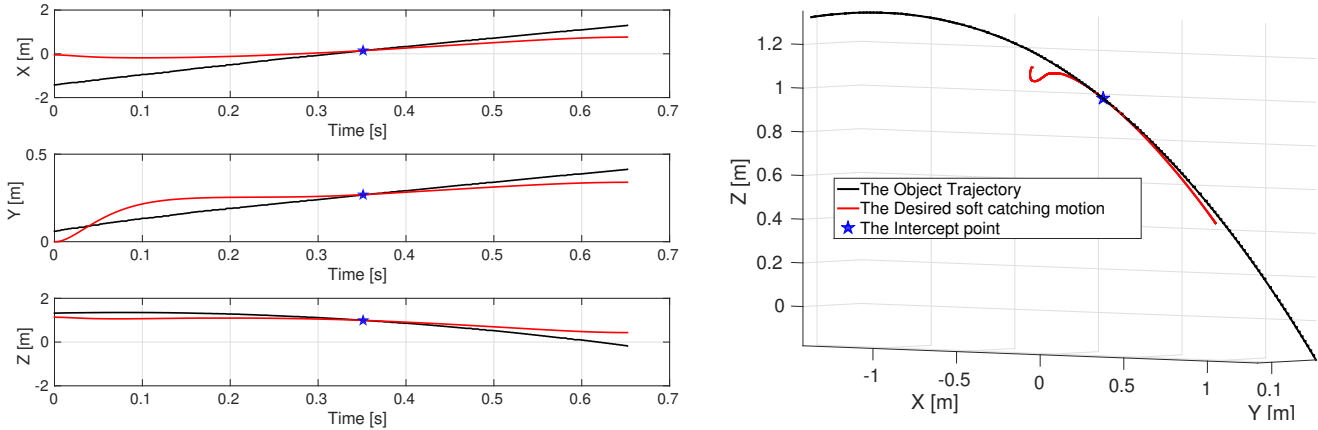 2
0
-2
X [m]
0 0.1 0.2 0.3 0.4 0.5 0.6 0.7
Time [s]
0.5
0
Y [m]
0 0.1 0.2 0.3 0.4 0.5 0.6 0.7
Time [s]
2
0
-2
Z [m]
0 0.1 0.2 0.3 0.4 0.5 0.6 0.7
Time [s]
1.2
1
0.8
0.6
0.4
0.2
0
Z [m]
The Object Trajectory
The Desired soft catching motion
The Intercept point
-1 -0.5 0 0.5 1 0.1
X [m] Y [m]